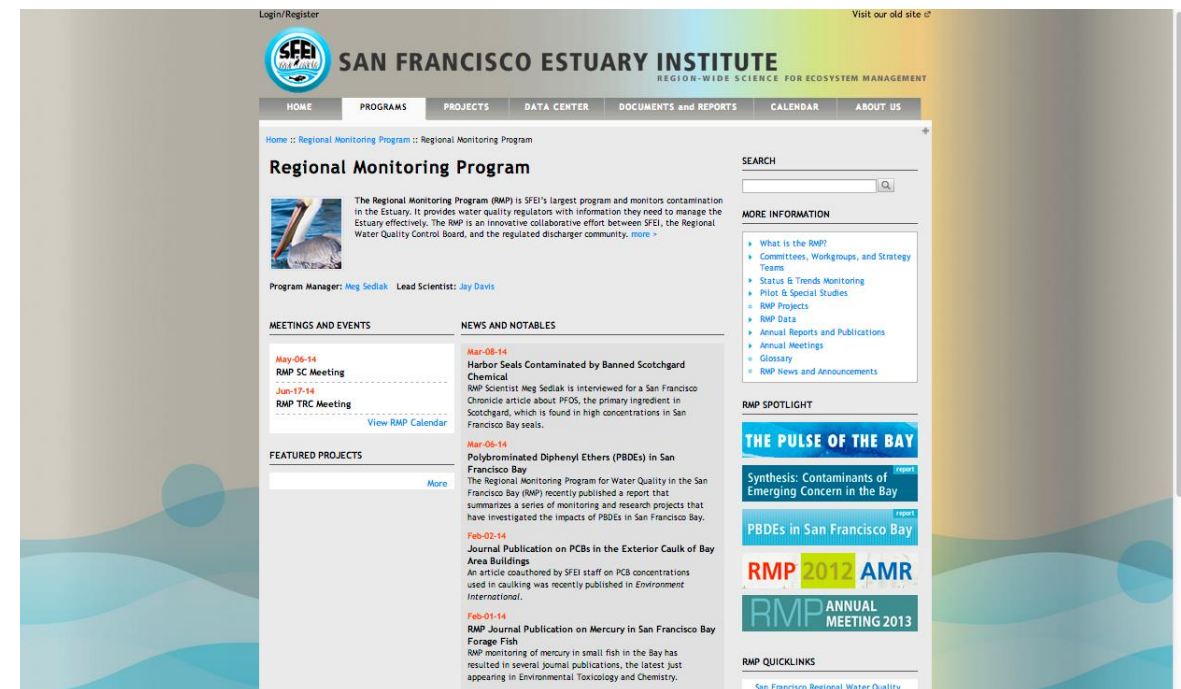 Login/Register
Visit our old site
SFEI
SAN FRANCISCO ESTUARY INSTITUTE
REGION-WIDE SCIENCE FOR ECOSYSTEM MANAGEMENT
HOME PROGRAMS PROJECTS DATA CENTER DOCUMENTS and REPORTS CALENDAR ABOUT US
Home :: Regional Monitoring Program :: Regional Monitoring Program
Regional Monitoring Program
The Regional Monitoring Program (RMP) is SFEI's largest program and monitors contamination
in the Estuary. It provides water quality regulators with information they need to manage the
Estuary effectively. The RMP is an innovative collaborative effort between SFEI, the Regional
Water Quality Control Board, and the regulated discharger community. more >
Program Manager: Meg Sedlak Lead Scientist: Jay Davis
MEETINGS AND EVENTS
May-06-14
RMP SC Meeting
Jun-17-14
RMP TRC Meeting
View RMP Calendar
FEATURED PROJECTS
More
NEWS AND NOTABLES
Mar-08-14
Harbor Seals Contaminated by Banned Scotchgard
Chemical
RMP Scientist Meg Sedlak is interviewed for a San Francisco
Chronicle article about PFOS, the primary ingredient in
Scotchgard, which is found in high concentrations in San
Francisco Bay seals.
Mar-06-14
Polybrominated Diphenyl Ethers (PBDEs) in San
Francisco Bay
The Regional Monitoring Program for Water Quality in the San
Francisco Bay (RMP) recently published a report that
summarizes a series of monitoring and research projects that
have investigated the impacts of PBDEs in San Francisco Bay.
Feb-02-14
Journal Publication on PCBs in the Exterior Caulk of Bay
Area Buildings
An article coauthored by SFEI staff on PCB concentrations
used in caulking was recently published in Environment
International.
Feb-01-14
RMP Journal Publication on Mercury in San Francisco Bay
Forage Fish
RMP monitoring of mercury in small fish in the Bay has
resulted in several journal publications, the latest just
appearing in Environmental Toxicology and Chemistry.
SEARCH
MORE INFORMATION
What is the RMP?
Committees, Workgroups, and Strategy
Teams
Status & Trends Monitoring
Pilot & Special Studies
RMP Projects
RMP Data
Annual Reports and Publications
Annual Meetings
Glossary
RMP News and Announcements
RMP SPOTLIGHT
THE PULSE OF THE BAY
report
Synthesis: Contaminants of
Emerging Concern in the Bay
report
PBDEs in San Francisco Bay
RMP 2012 AMR
RMP ANNUAL
MEETING 2013
RMP QUICKLINKS
San Francisco Regional Water Quality